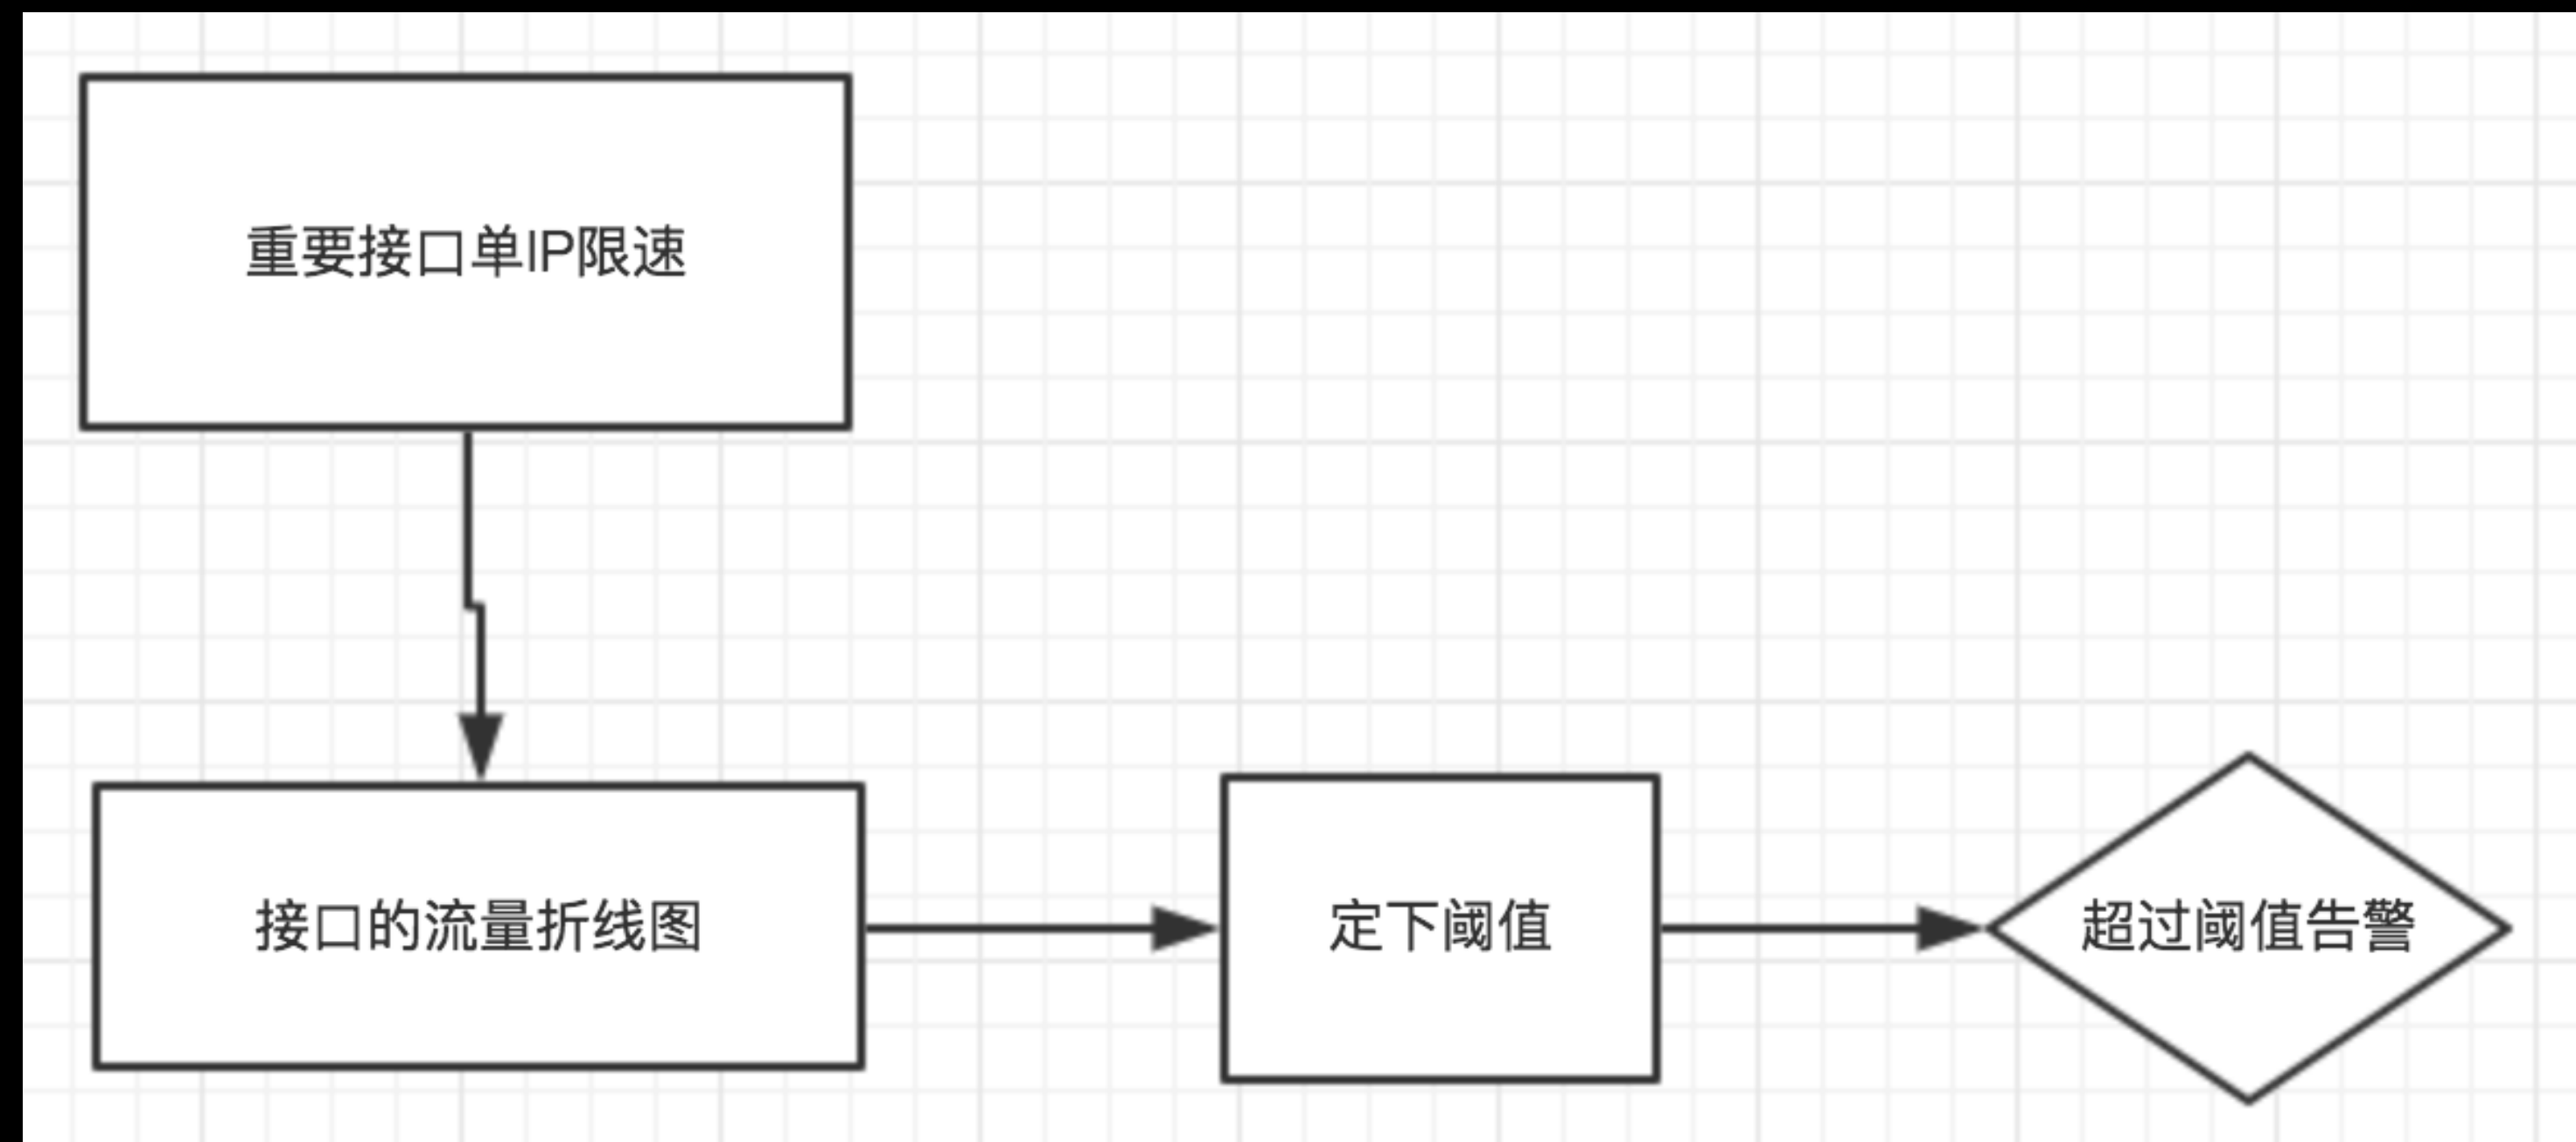 重要接口单IP限速
接口的流量折线图
定下阈值
超过阈值告警